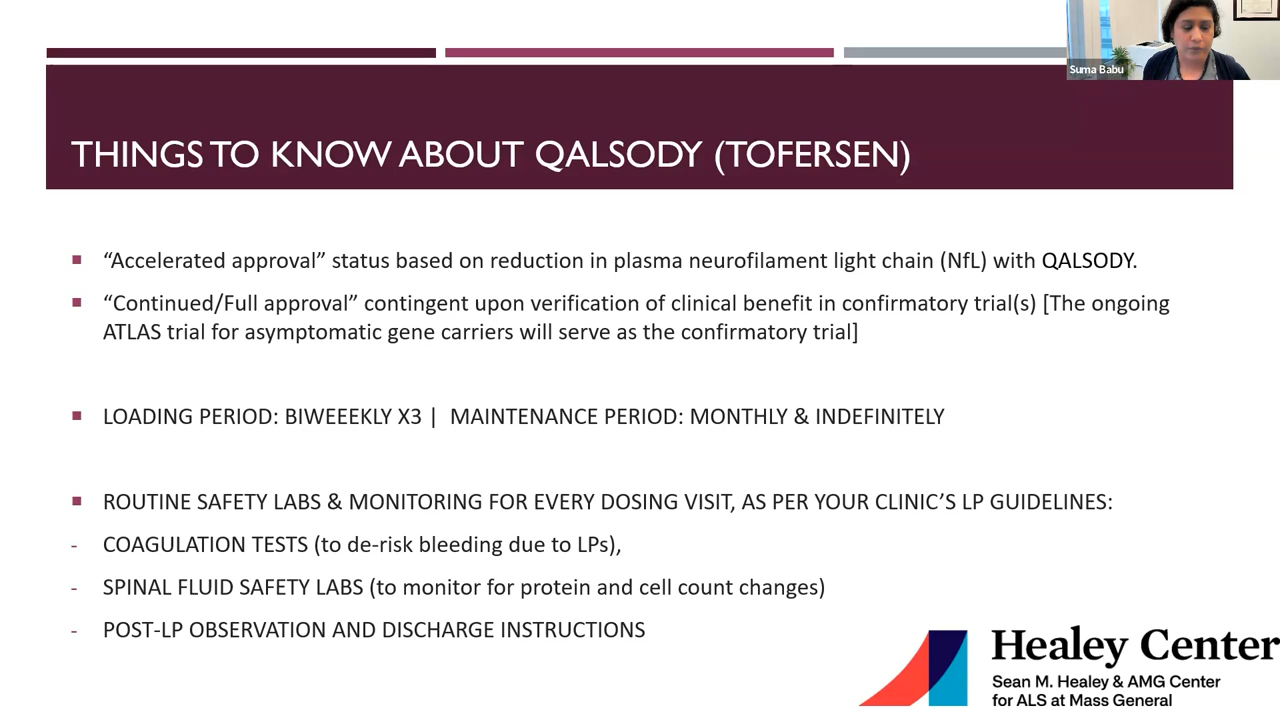 Suma Babu
THINGS TO KNOW ABOUT QALSODY (TOFERSEN)
“Accelerated approval” status based on reduction in plasma neurofilament light chain (NfL) with QALSODY.
“Continued/Full approval” contingent upon verification of clinical benefit in confirmatory trial(s) [The ongoing
ATLAS trial for asymptomatic gene carriers will serve as the confirmatory trial]
LOADING PERIOD: BIWEEEKLY X3 | MAINTENANCE PERIOD: MONTHLY & INDEFINITELY
ROUTINE SAFETY LABS & MONITORING FOR EVERY DOSING VISIT, AS PER YOUR CLINIC’S LP GUIDELINES:
- COAGULATION TESTS (to de-risk bleeding due to LPs),
- SPINAL FLUID SAFETY LABS (to monitor for protein and cell count changes)
- POST-LP OBSERVATION AND DISCHARGE INSTRUCTIONS
Healey Center
Sean M. Healey & AMG Center
for ALS at Mass General